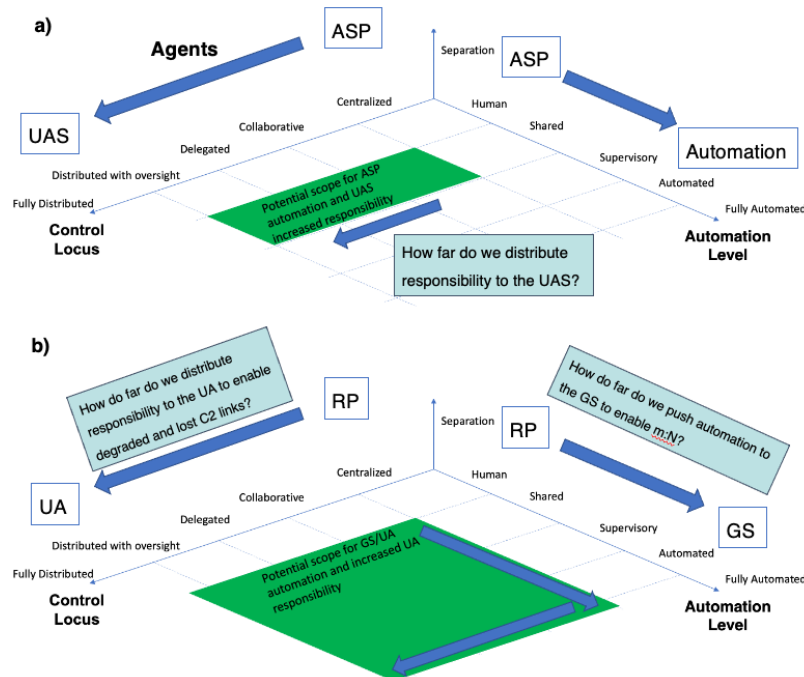 a)
Agents
ASP
Separation
ASP
UAS
Automation
Centralized
Collaborative
Delegated
Distributed with oversight
Fully Distributed
Control
Locus
Human
Shared
Supervisory
Automated
Fully Automated
Automation
Level
Potential scope for ASP
automation and UAS
increased responsibility
How far do we distribute
responsibility to the UAS?
b)
How do far do we distribute
responsibility to the UA to enable
degraded and lost C2 links?
RP
Separation
RP
How do far do we push automation to
the GS to enable m:N?
UA
GS
Centralized
Collaborative
Delegated
Distributed with oversight
Fully Distributed
Control
Locus
Human
Shared
Supervisory
Automated
Fully Automated
Automation
Level
Potential scope for GS/UA
automation and increased UA
responsibility